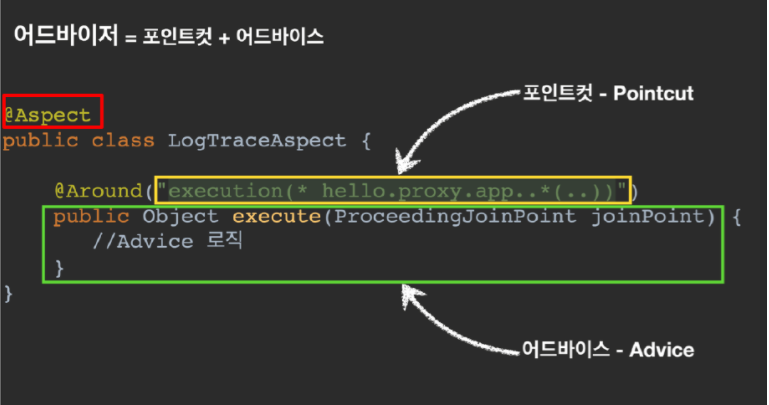 어드바이저 = 포인트컷 + 어드바이스
포인트컷 - Pointcut
@Aspect
public class LogTraceAspect {
@Around("execution(* hello.proxy.app..*(..))")
public Object execute(ProceedingJoinPoint joinPoint) {
//Advice 로직
}
}
어드바이스 - Advice